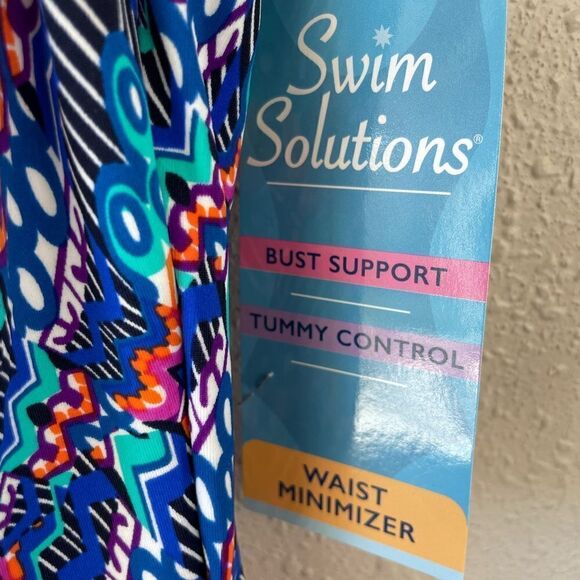 Swim
Solutions®
BUST SUPPORT
TUMMY CONTROL
WAIST
MINIMIZER